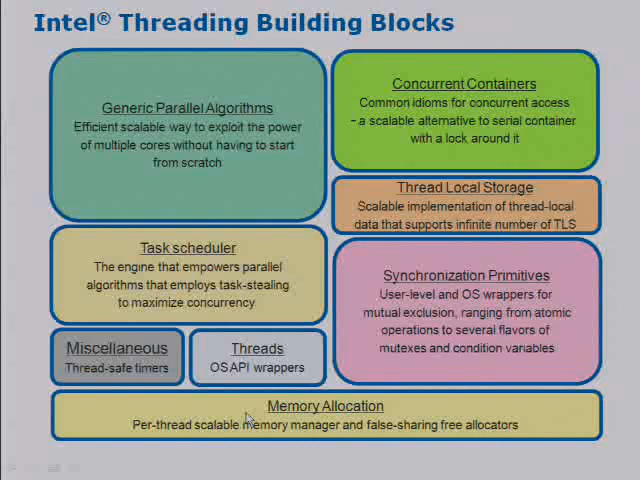 Intel® Threading Building Blocks
Generic Parallel Algorithms
Efficient scalable way to exploit the power
of multiple cores without having to start
from scratch
Concurrent Containers
Common idioms for concurrent access
– a scalable alternative to serial container
with a lock around it
Thread Local Storage
Scalable implementation of thread-local
data that supports infinite number of TLS
Task scheduler
The engine that empowers parallel
algorithms that employs task-stealing
to maximize concurrency
Synchronization Primitives
User-level and OS wrappers for
mutual exclusion, ranging from atomic
operations to several flavors of
mutexes and condition variables
Miscellaneous
Thread-safe timers
Threads
OS API wrappers
Memory Allocation
Per-thread scalable memory manager and false-sharing free allocators